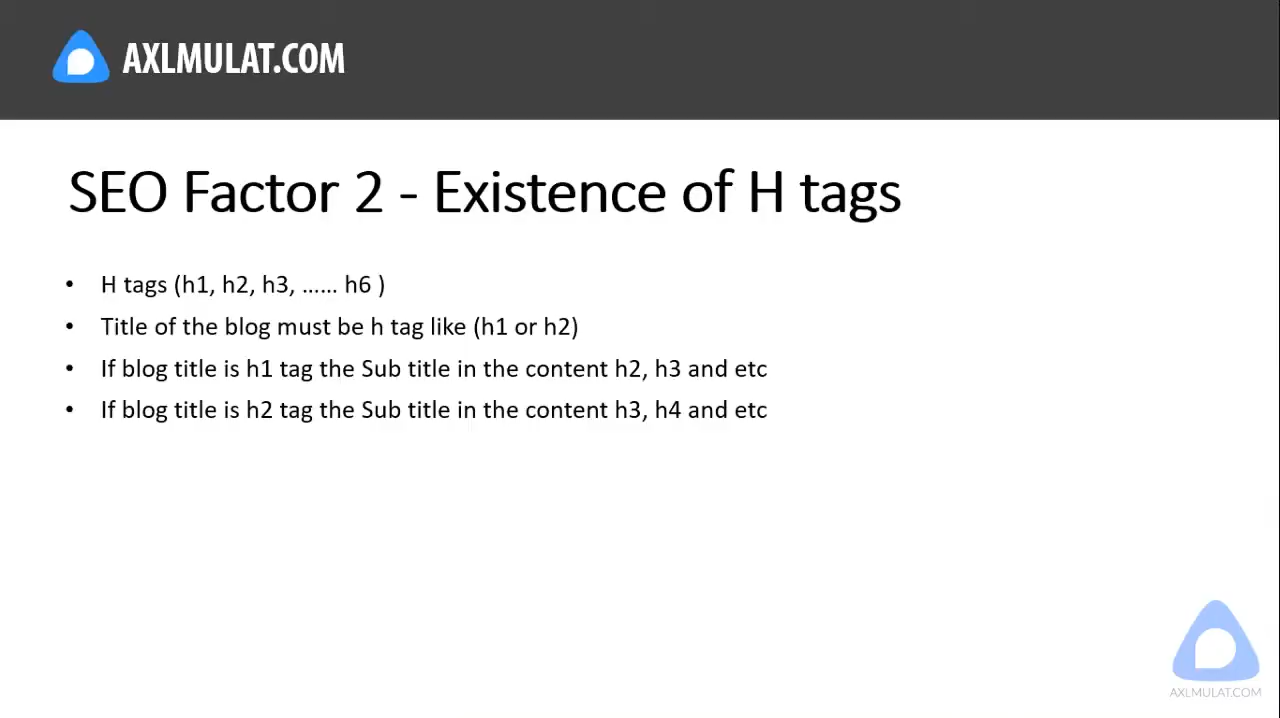 AXLMULAT.COM
SEO Factor 2 - Existence of H tags
• H tags (h1, h2, h3, …… h6 )
• Title of the blog must be h tag like (h1 or h2)
• If blog title is h1 tag the Sub title in the content h2, h3 and etc
• If blog title is h2 tag the Sub title in the content h3, h4 and etc
AXLMULAT.COM